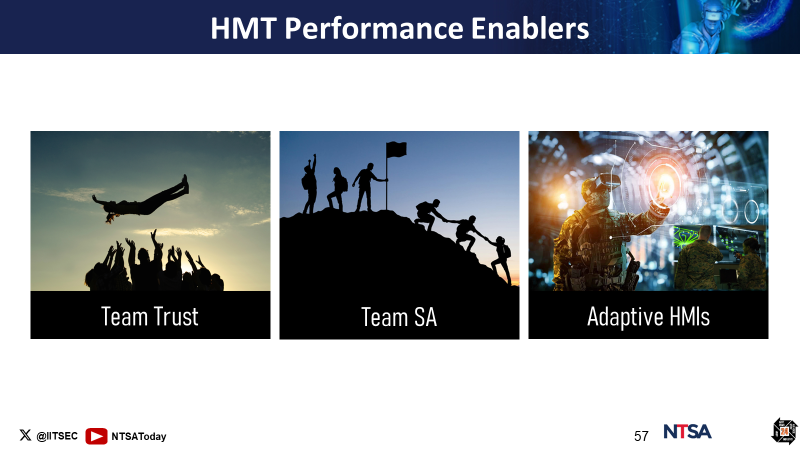 HMT Performance Enablers
Team Trust
Team SA
Adaptive HMIs
@IITSEC
NTSAToday
57
NTSA